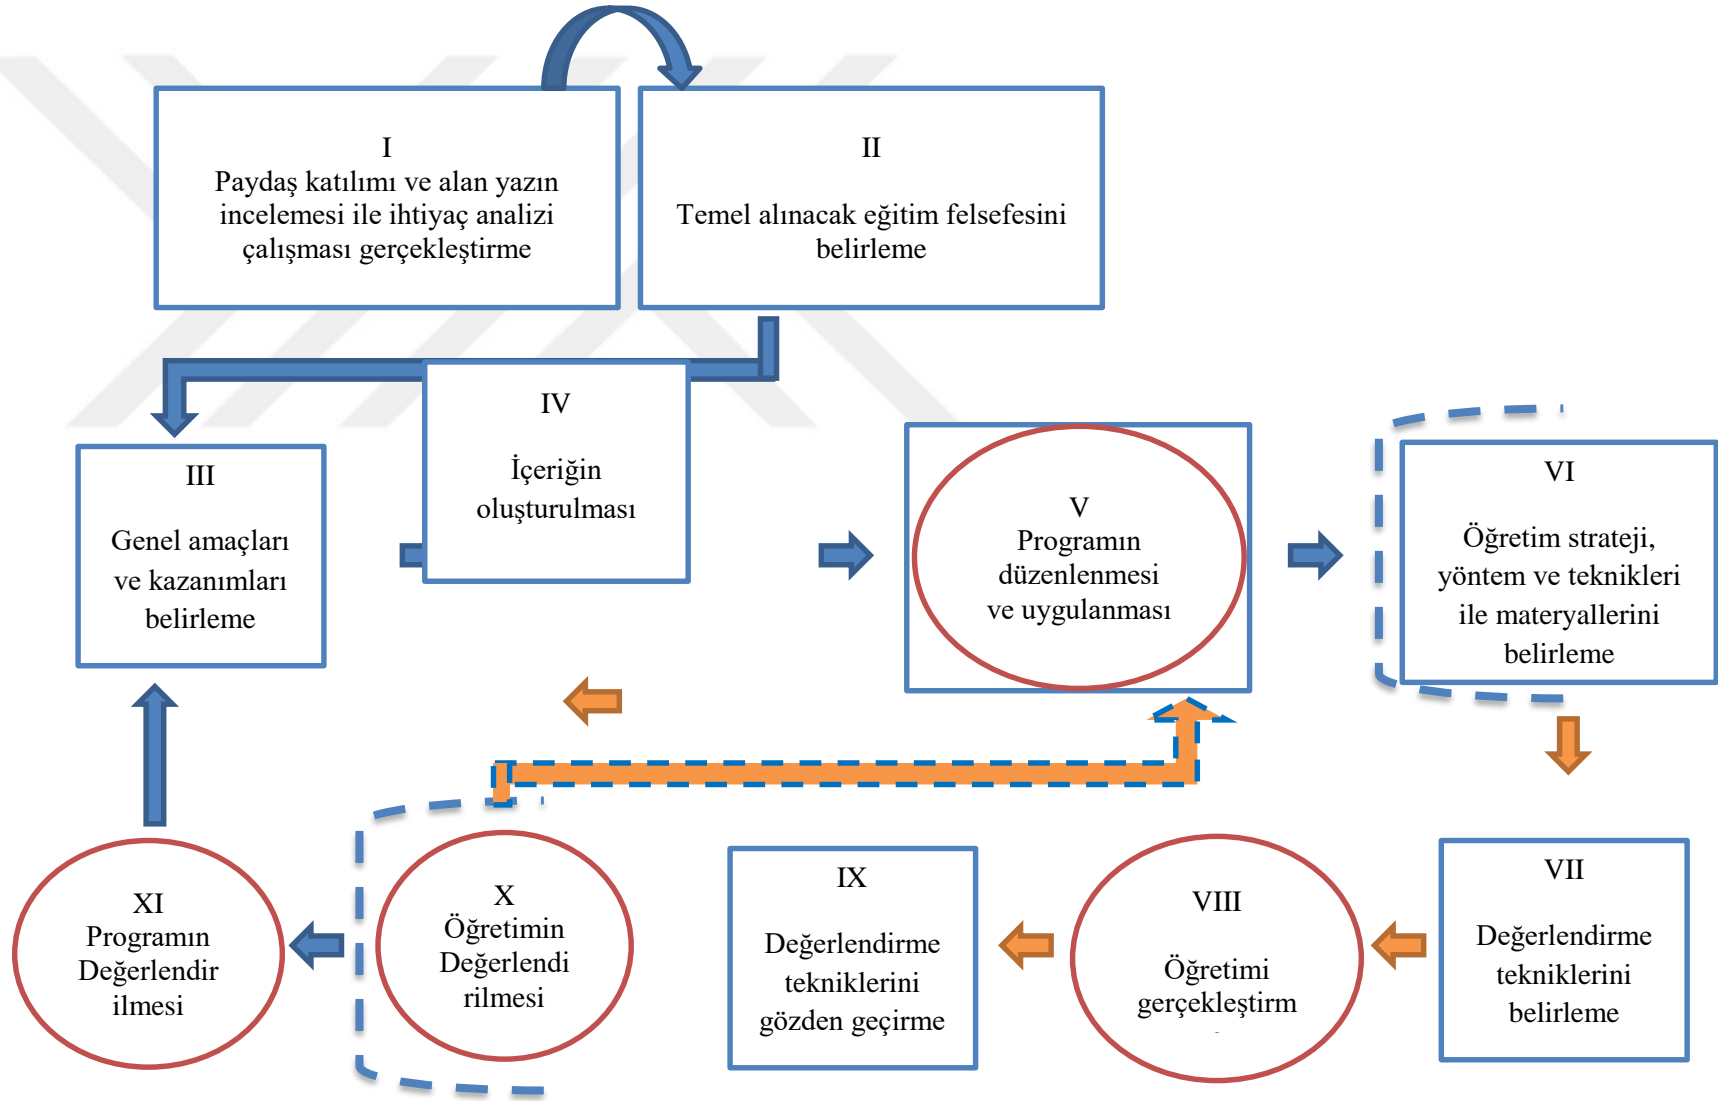 I
Paydaş katılımı ve alan yazın
incelemesi ile ihtiyaç analizi
çalışması gerçekleştirme
II
Temel alınacak eğitim felsefesini
belirleme
III
Genel amaçları
ve kazanımları
belirleme
IV
İçeriğin
oluşturulması
V
Programın
düzenlenmesi
ve uygulanması
VI
Öğretim strateji,
yöntem ve teknikleri
ile materyallerini
belirleme
VII
Değerlendirme
tekniklerini
belirleme
VIII
Öğretimi
gerçekleştirm
IX
Değerlendirme
tekniklerini
gözden geçirme
X
Öğretimin
Değerlendi
rilmesi
XI
Programın
Değerlendir
ilmesi